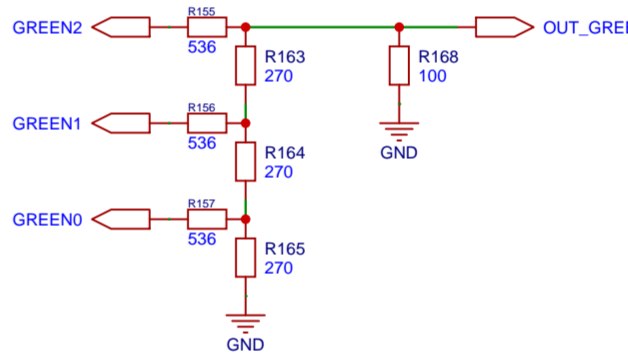 R155
GREEN2
536
R163
270
R168
100
OUT_GREE
GND
R156
GREEN1
536
R164
270
R157
GREEN0
536
R165
270
GND